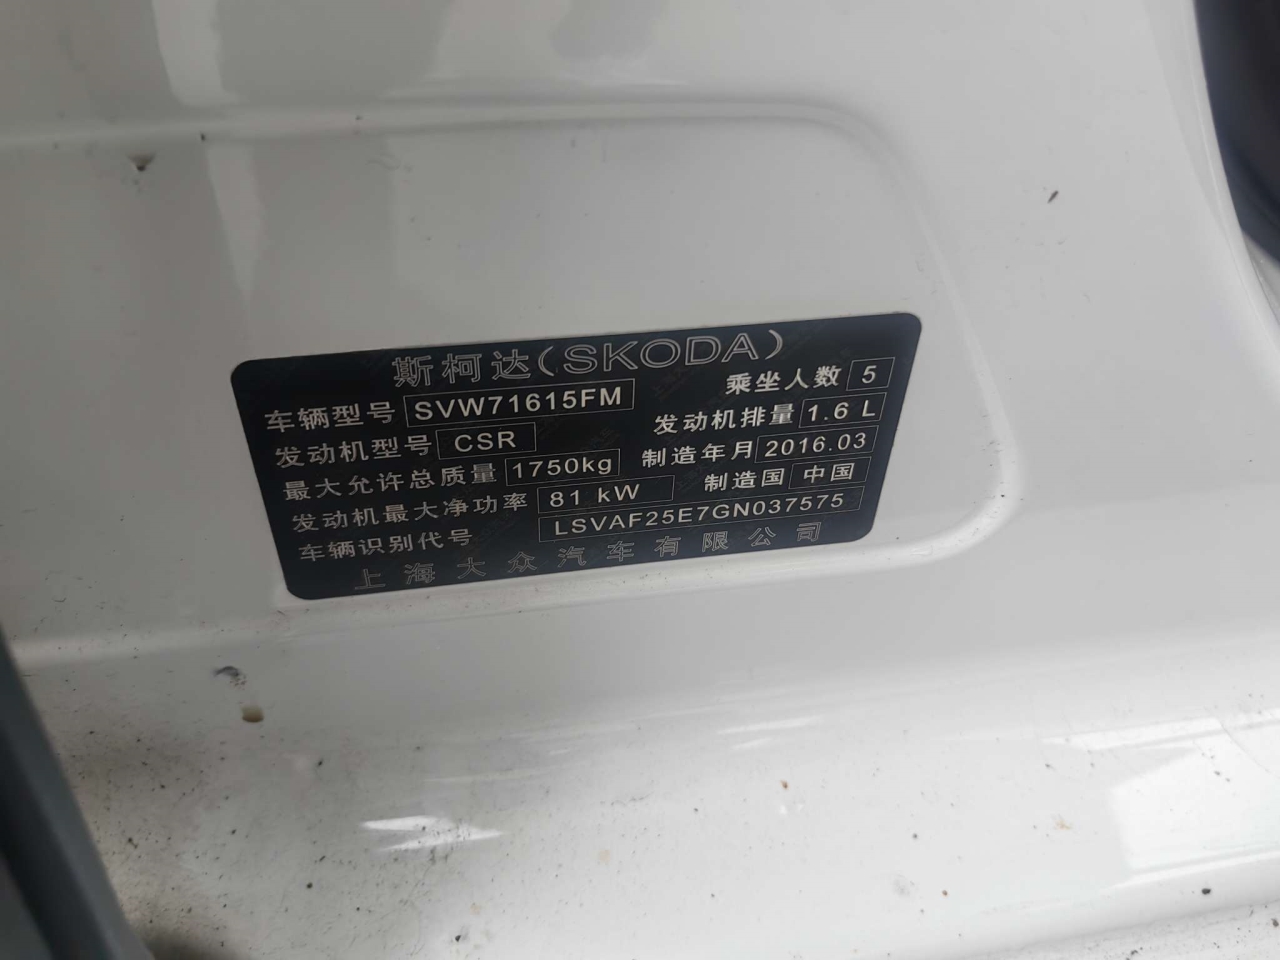 斯柯达(SKODA)
车辆型号 SVW71615FM 乘坐人数 5
发动机型号 CSR 发动机排量 1.6 L
最大允许总质量 1750kg 制造年月 2016.03
发动机最大净功率 81 kW 制造国 中国
车辆识别代号 LSVAF25E7GN037575
上海大众汽车有限公司